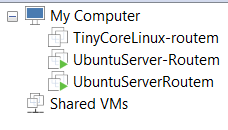 My Computer
TinyCoreLinux-routem
UbuntuServer-Routem
UbuntuServerRoutem
Shared VMs